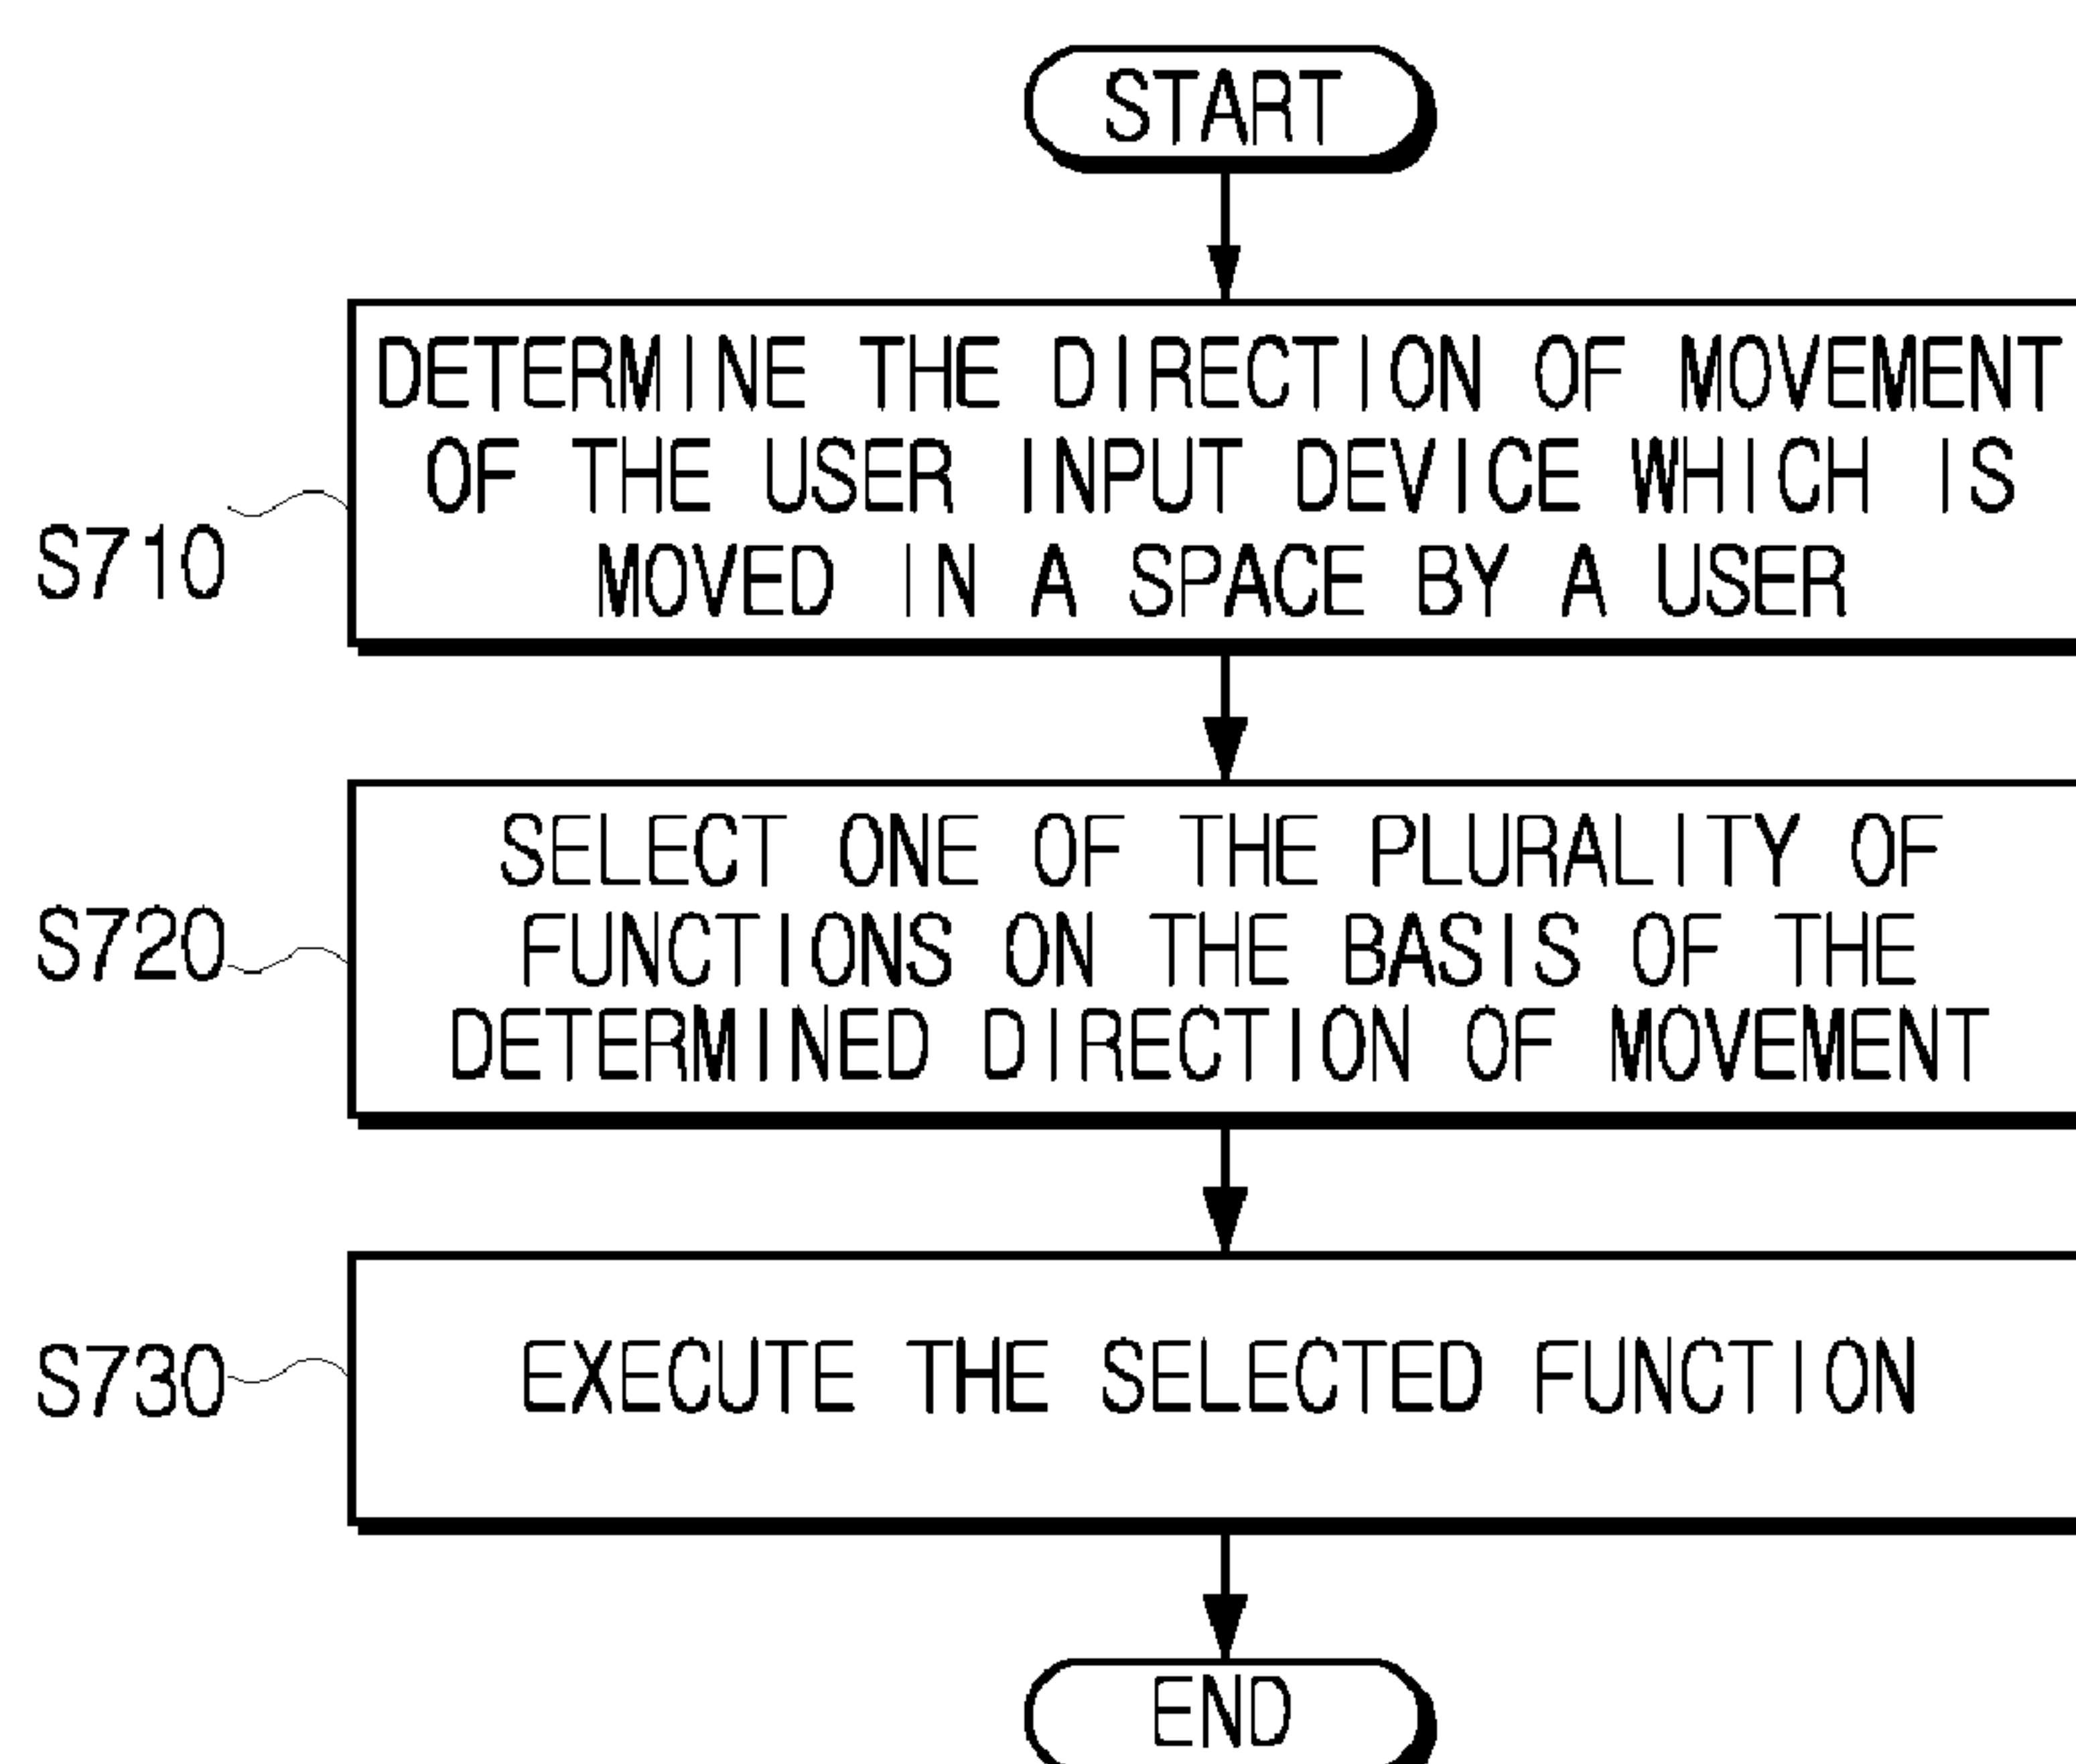 START
DETERMINE THE DIRECTION OF MOVEMENT
OF THE USER INPUT DEVICE WHICH IS
MOVED IN A SPACE BY A USER
S710
SELECT ONE OF THE PLURALITY OF
FUNCTIONS ON THE BASIS OF THE
DETERMINED DIRECTION OF MOVEMENT
S720
EXECUTE THE SELECTED FUNCTION
S730
END